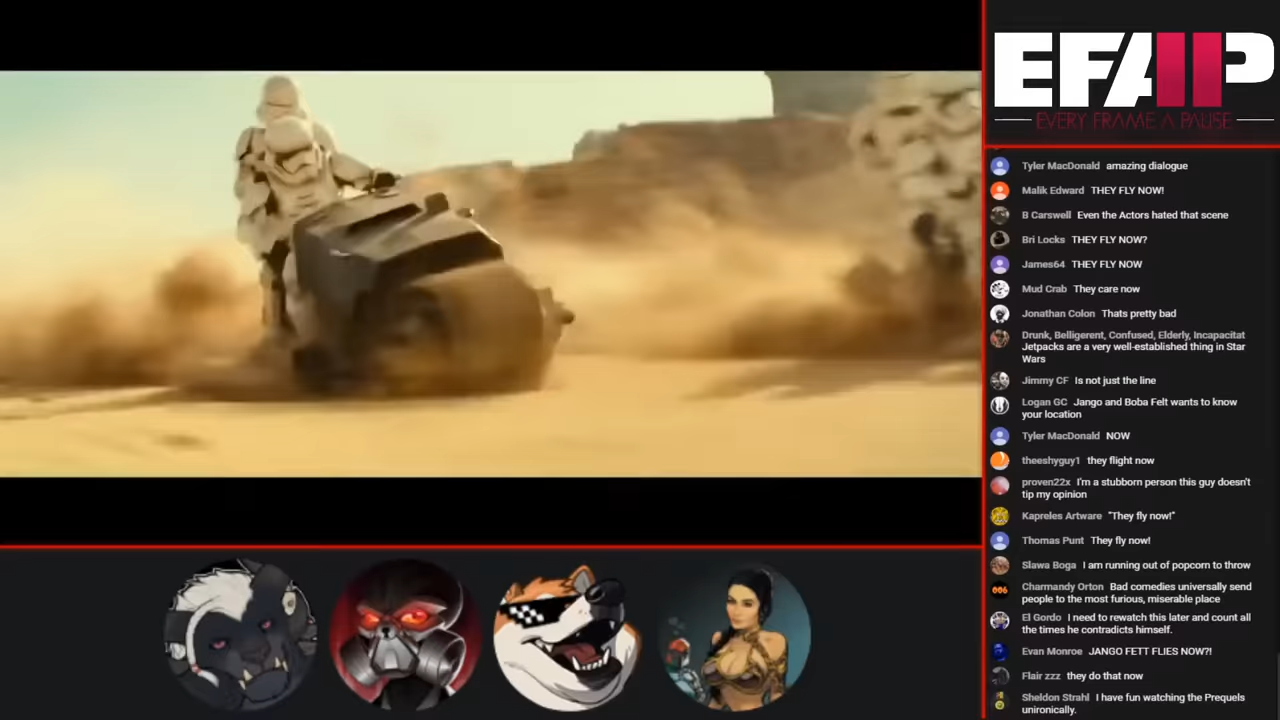 EFAP
EVERY FRAME A PAUSE
Tyler MacDonald amazing dialogue
Malik Edward THEY FLY NOW!
B Carswell Even the Actors hated that scene
Bri Locks THEY FLY NOW?
James64 THEY FLY NOW
Mud Crab They care now
Jonathan Colon Thats pretty bad
Drunk, Belligerent, Confused, Elderly, Incapacitat
Jetpacks are a very well-established thing in Star
Wars
Jimmy CF Is not just the line
Logan GC Jango and Boba Felt wants to know
your location
Tyler MacDonald NOW
theeshyguy1 they flight now
proven22x I'm a stubborn person this guy doesn't
tip my opinion
Kapreles Artware "They fly now!"
Thomas Punt They fly now!
Slawa Boga I am running out of popcorn to throw
Charmandy Orton Bad comedies universally send
people to the most furious, miserable place
El Gordo I need to rewatch this later and count all
the times he contradicts himself.
Evan Monroe JANGO FETT FLIES NOW?!
Flair zzz they do that now
Sheldon Strahl I have fun watching the Prequels
unironically.